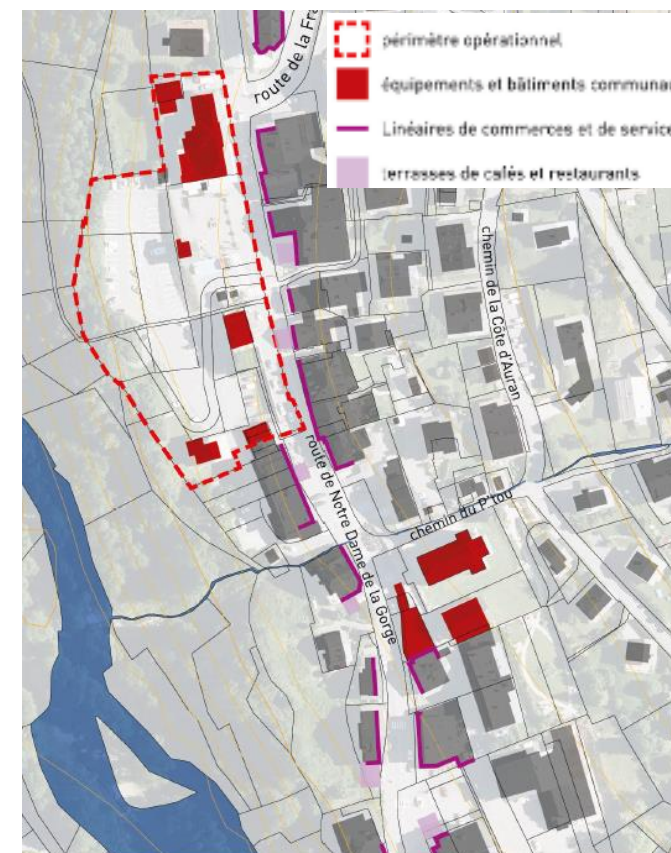 périmètre opérationnel
équipements et bâtiments communau
Linéaires de commerces et de service
terrasses de cafés et restaurants
route de la Fra
chemin de la Côte d'Auran
route de Notre Dame de la Gorge
chemin du P'tou